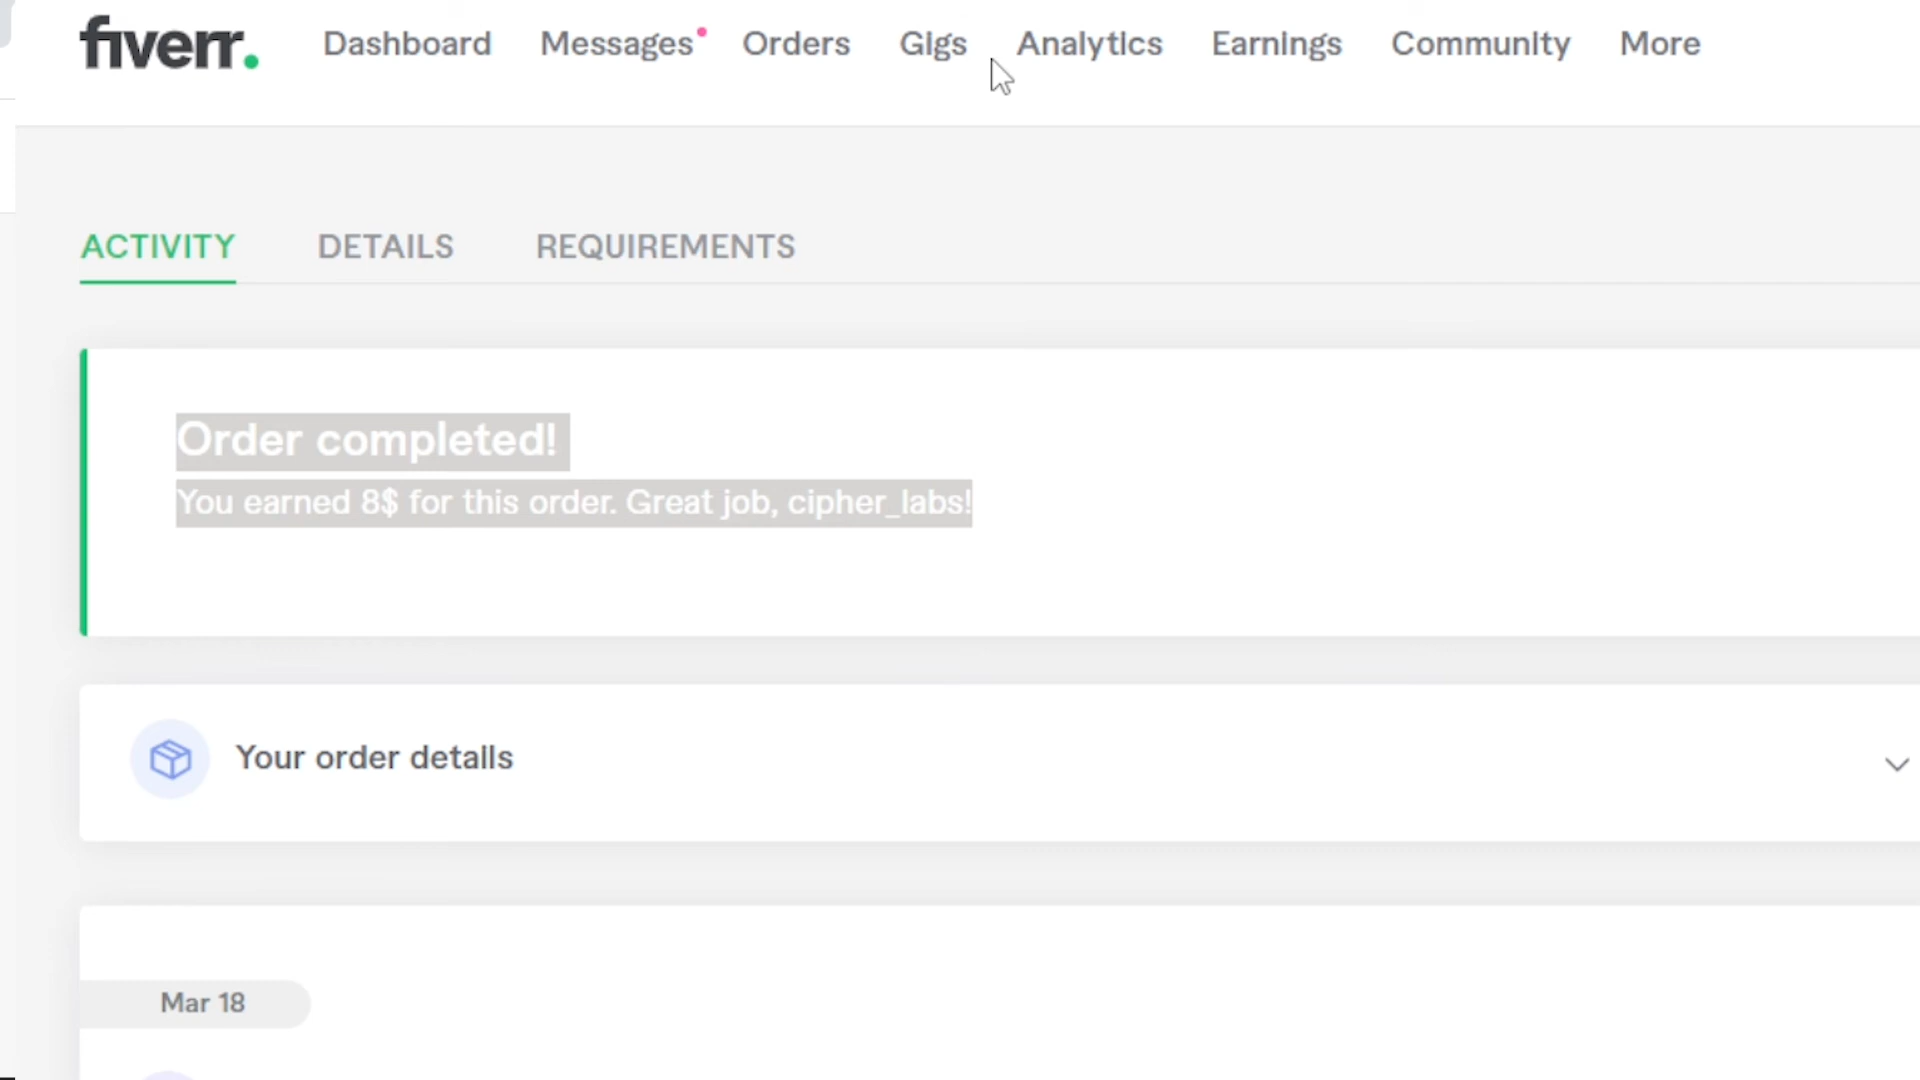 fiverr.
Dashboard Messages Orders Gigs Analytics Earnings Community More
ACTIVITY DETAILS REQUIREMENTS
Order completed!
You earned 8$ for this order. Great job, cipher_labs!
Your order details
Mar 18